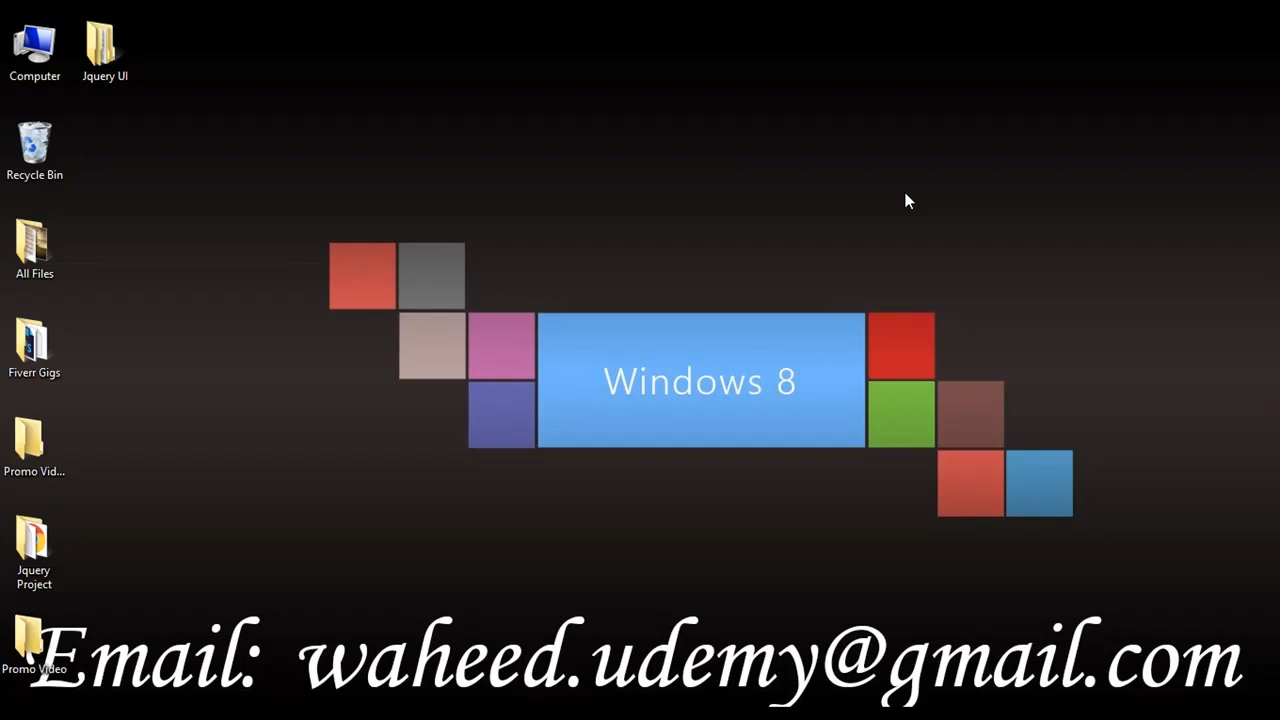 Computer
Jquery UI
Recycle Bin
All Files
Fiverr Gigs
Windows 8
Promo Vid...
Jquery
Project
Promo Video
Email: waheed.udemy@gmail.com